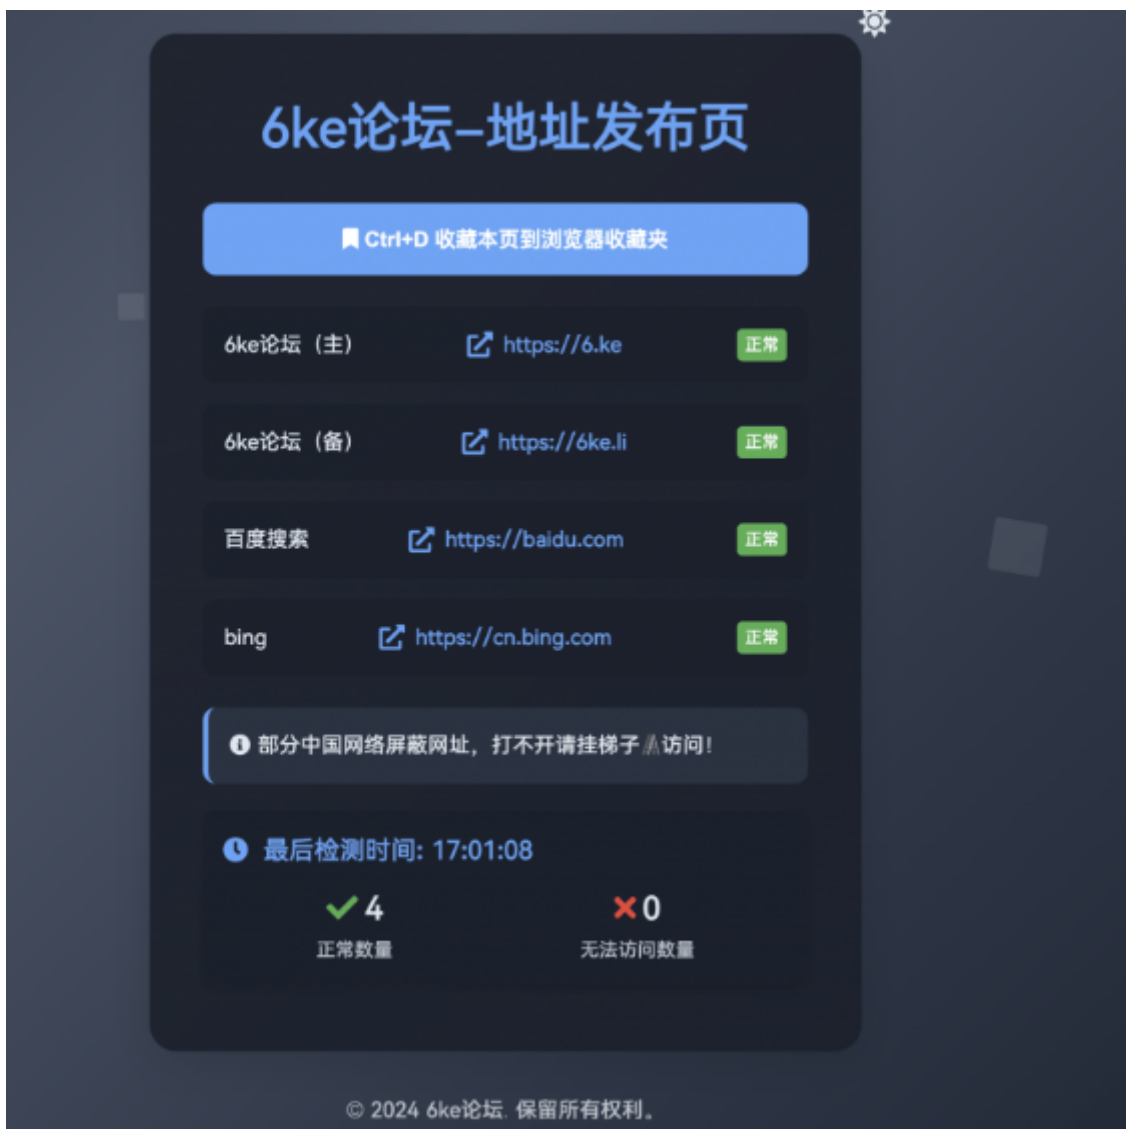 6ke论坛–地址发布页
Ctrl+D 收藏本页到浏览器收藏夹
6ke论坛（主） https://6.ke 正常
6ke论坛（备） https://6ke.li 正常
百度搜索 https://baidu.com 正常
bing https://cn.bing.com 正常
部分中国网络屏蔽网址，打不开请挂梯子访问！
最后检测时间: 17:01:08
4 0
正常数量 无法访问数量
© 2024 6ke论坛. 保留所有权利。